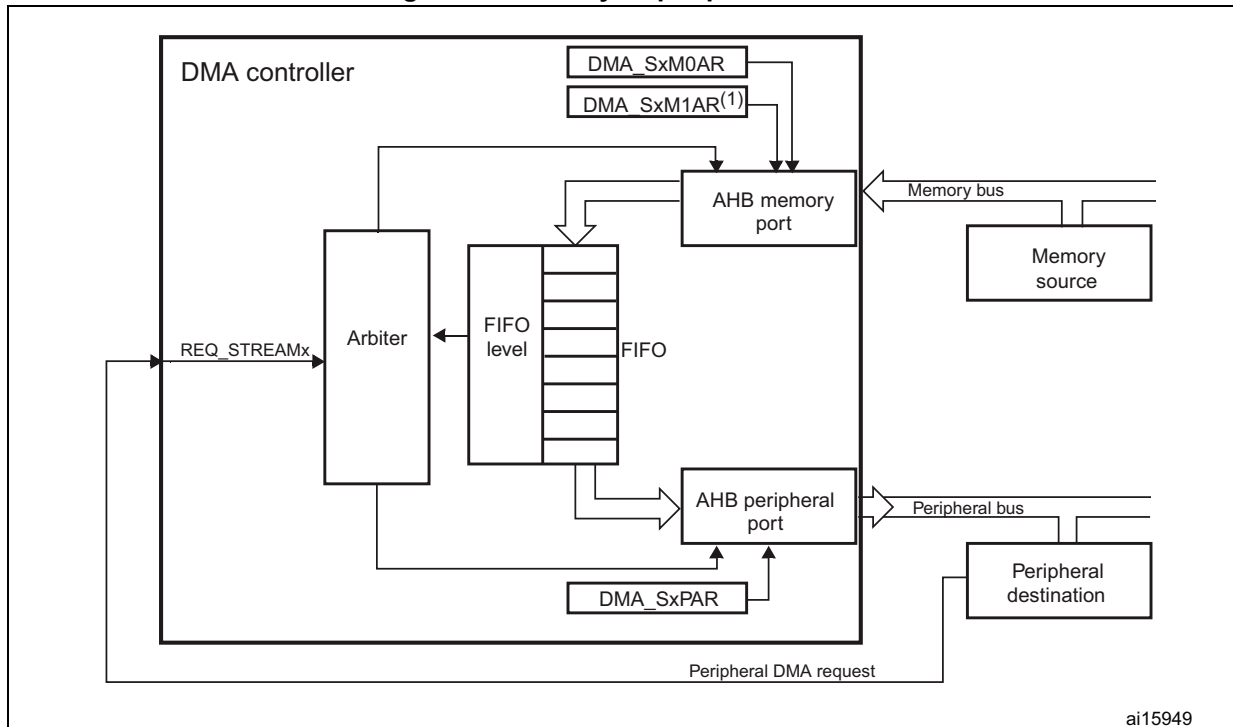 DMA controller
DMA_SxM0AR
DMA_SxM1AR(1)
AHB memory
port
Memory bus
Memory
source
REQ_STREAMx
Arbiter
FIFO
level
FIFO
AHB peripheral
port
Peripheral bus
Peripheral
destination
DMA_SxPAR
Peripheral DMA request
ai15949